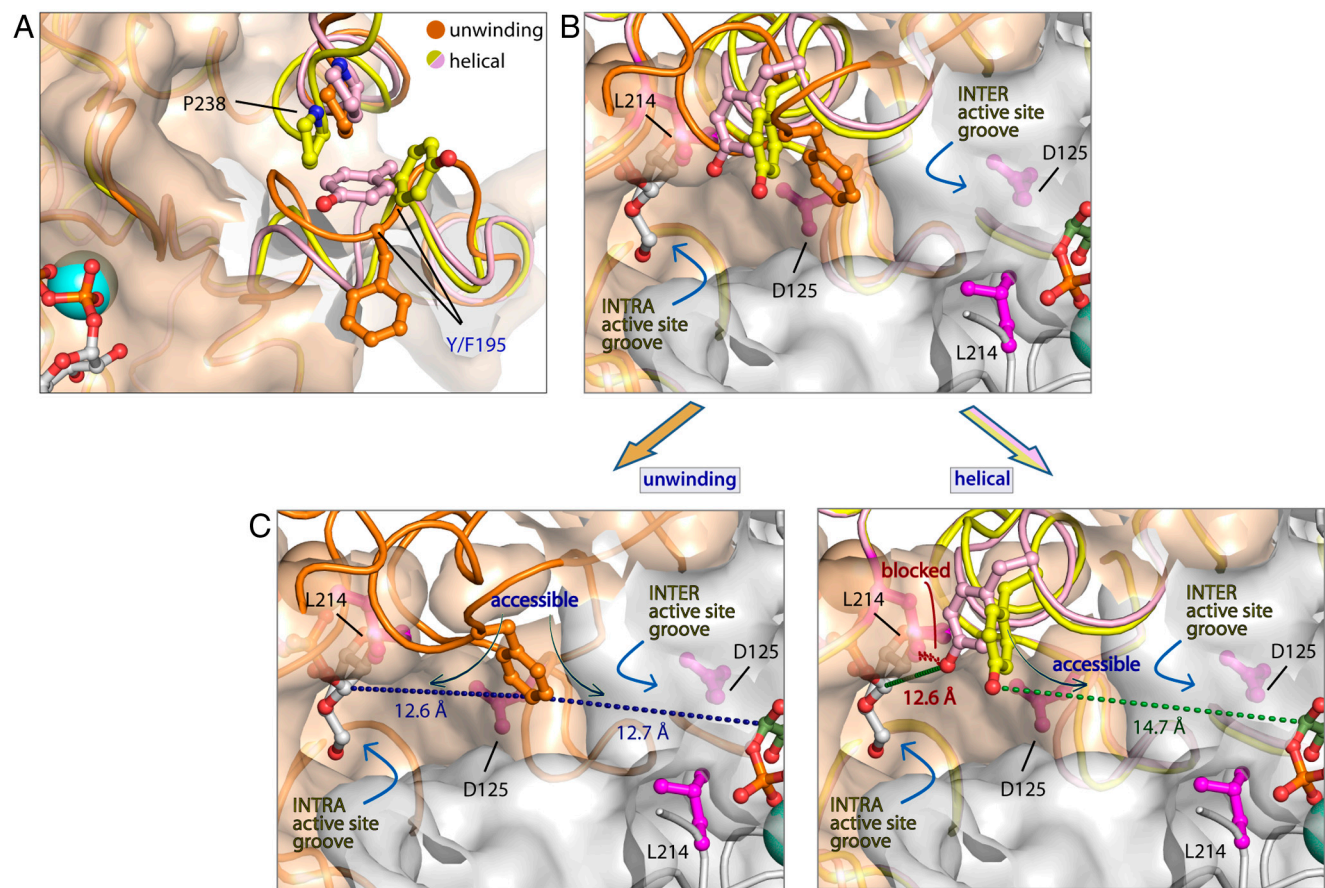 A
unwinding
helical
P238
Y/F195
B
L214
INTER
active site
groove
D125
D125
INTRA
active site
groove
L214
unwinding
helical
C
L214
accessible
INTER
active site
groove
D125
12.6 Å
12.7 Å
D125
INTRA
active site
groove
L214
blocked
L214
INTER
active site
groove
D125
accessible
12.6 Å
14.7 Å
D125
INTRA
active site
groove
L214